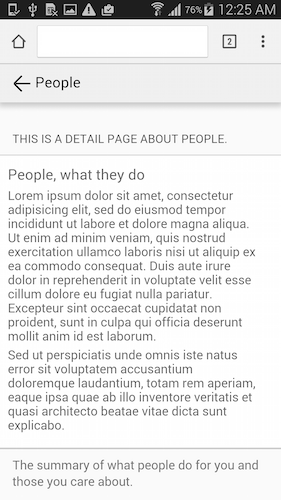 76% 12:25 AM
2
People
THIS IS A DETAIL PAGE ABOUT PEOPLE.
People, what they do
Lorem ipsum dolor sit amet, consectetur
adipisicing elit, sed do eiusmod tempor
incididunt ut labore et dolore magna aliqua.
Ut enim ad minim veniam, quis nostrud
exercitation ullamco laboris nisi ut aliquip ex
ea commodo consequat. Duis aute irure
dolor in reprehenderit in voluptate velit esse
cillum dolore eu fugiat nulla pariatur.
Excepteur sint occaecat cupidatat non
proident, sunt in culpa qui officia deserunt
mollit anim id est laborum.
Sed ut perspiciatis unde omnis iste natus
error sit voluptatem accusantium
doloremque laudantium, totam rem aperiam,
eaque ipsa quae ab illo inventore veritatis et
quasi architecto beatae vitae dicta sunt
explicabo.
The summary of what people do for you and
those you care about.